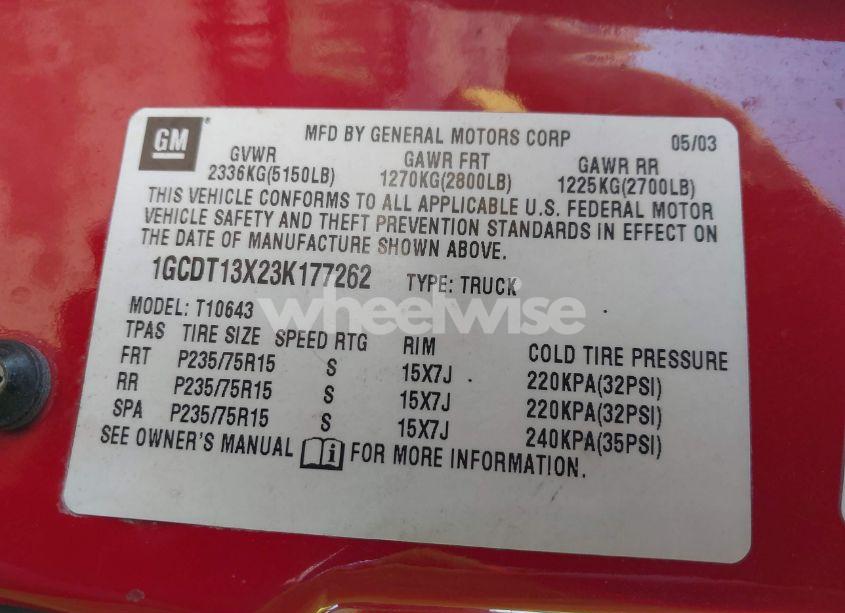 GM
MFD BY GENERAL MOTORS CORP 05/03
GVWR GAWR FRT GAWR RR
2336KG(5150LB) 1270KG(2800LB) 1225KG(2700LB)
THIS VEHICLE CONFORMS TO ALL APPLICABLE U.S. FEDERAL MOTOR
VEHICLE SAFETY AND THEFT PREVENTION STANDARDS IN EFFECT ON
THE DATE OF MANUFACTURE SHOWN ABOVE.
1GCDT13X23K177262 TYPE: TRUCK
MODEL: T10643
wheelwise
TPAS TIRE SIZE SPEED RTG RIM COLD TIRE PRESSURE
FRT P235/75R15 S 15X7J 220KPA(32PSI)
RR P235/75R15 S 15X7J 220KPA(32PSI)
SPA P235/75R15 S 15X7J 240KPA(35PSI)
SEE OWNER'S MANUAL FOR MORE INFORMATION.